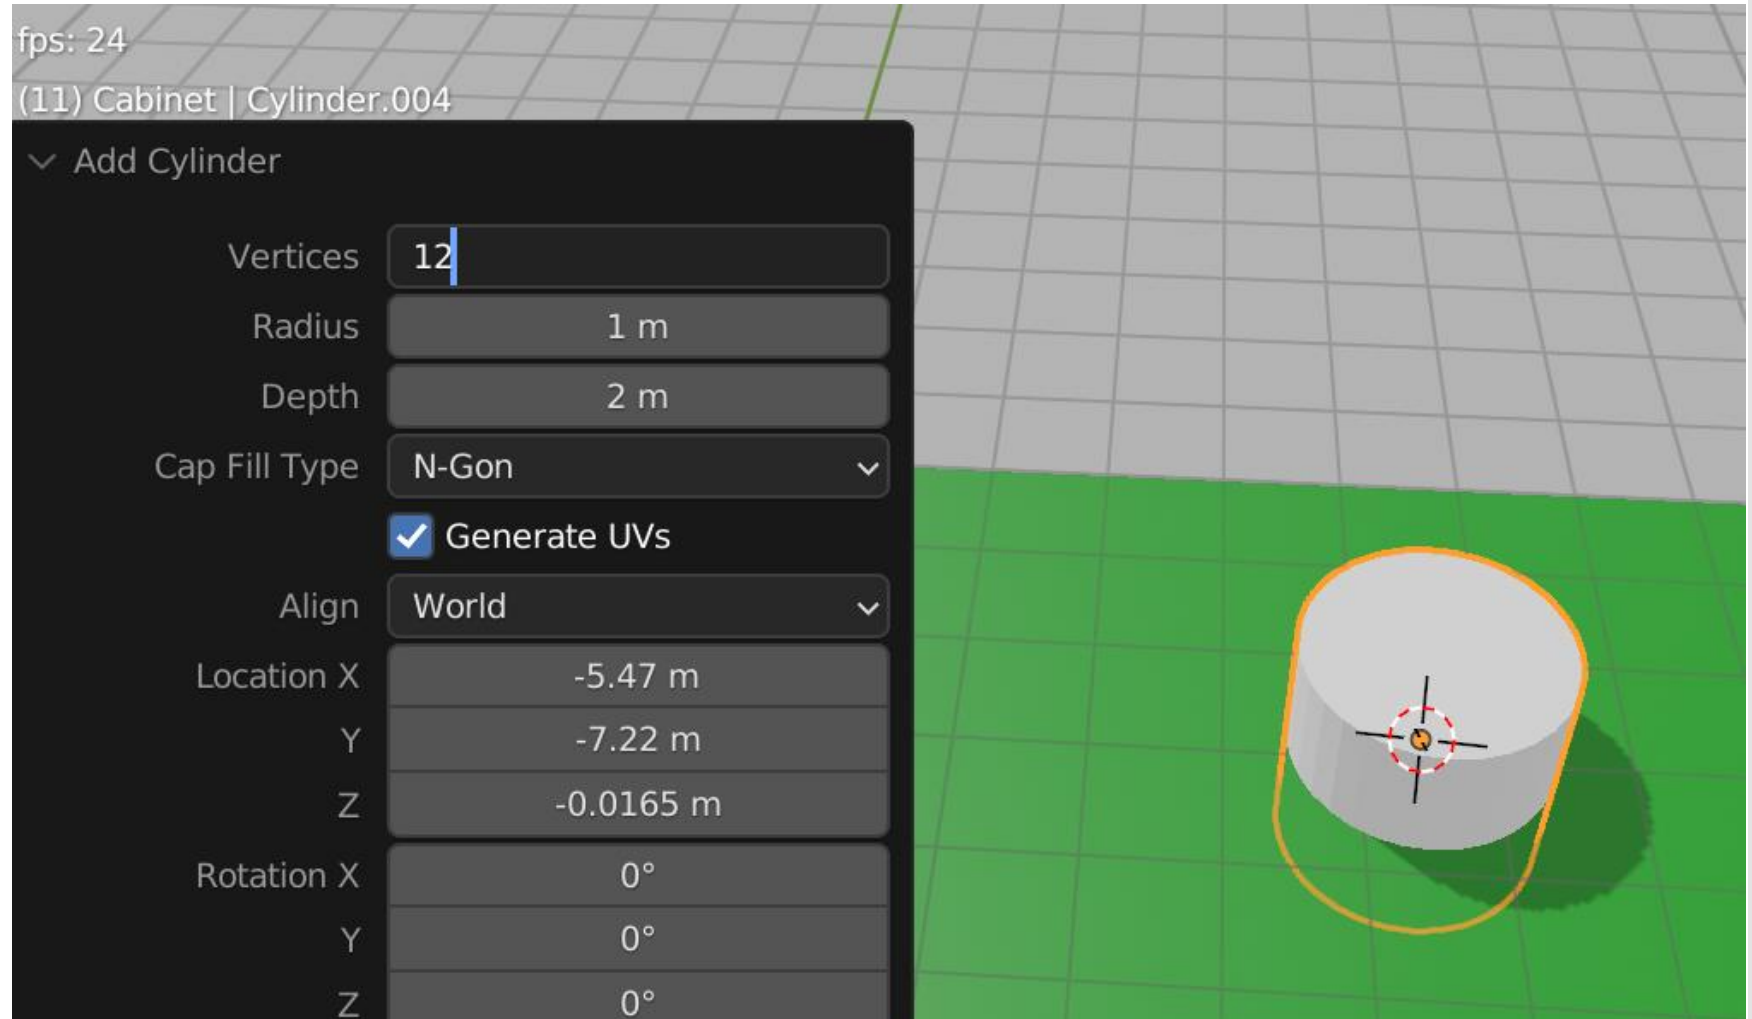 fps: 24
(11) Cabinet | Cylinder.004
Add Cylinder
Vertices 12
Radius 1 m
Depth 2 m
Cap Fill Type N-Gon
Generate UVs
Align World
Location X -5.47 m
Y -7.22 m
Z -0.0165 m
Rotation X 0°
Y 0°
Z 0°